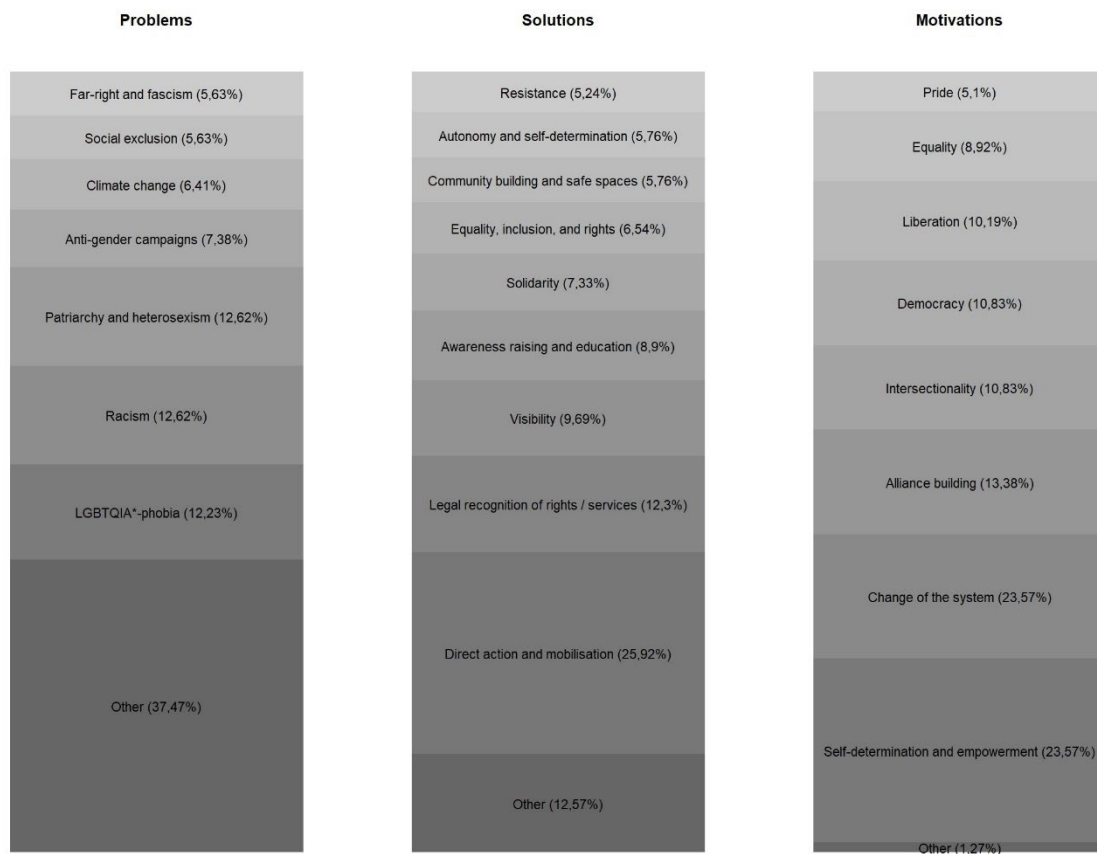 Problems
Far-right and fascism (5,63%)
Social exclusion (5,63%)
Climate change (6,41%)
Anti-gender campaigns (7,38%)
Patriarchy and heterosexism (12,62%)
Racism (12,62%)
LGBTQIA*-phobia (12,23%)
Other (37,47%)
Solutions
Resistance (5,24%)
Autonomy and self-determination (5,76%)
Community building and safe spaces (5,76%)
Equality, inclusion, and rights (6,54%)
Solidarity (7,33%)
Awareness raising and education (8,9%)
Visibility (9,69%)
Legal recognition of rights / services (12,3%)
Direct action and mobilisation (25,92%)
Other (12,57%)
Motivations
Pride (5,1%)
Equality (8,92%)
Liberation (10,19%)
Democracy (10,83%)
Intersectionality (10,83%)
Alliance building (13,38%)
Change of the system (23,57%)
Self-determination and empowerment (23,57%)
Other (1,27%)